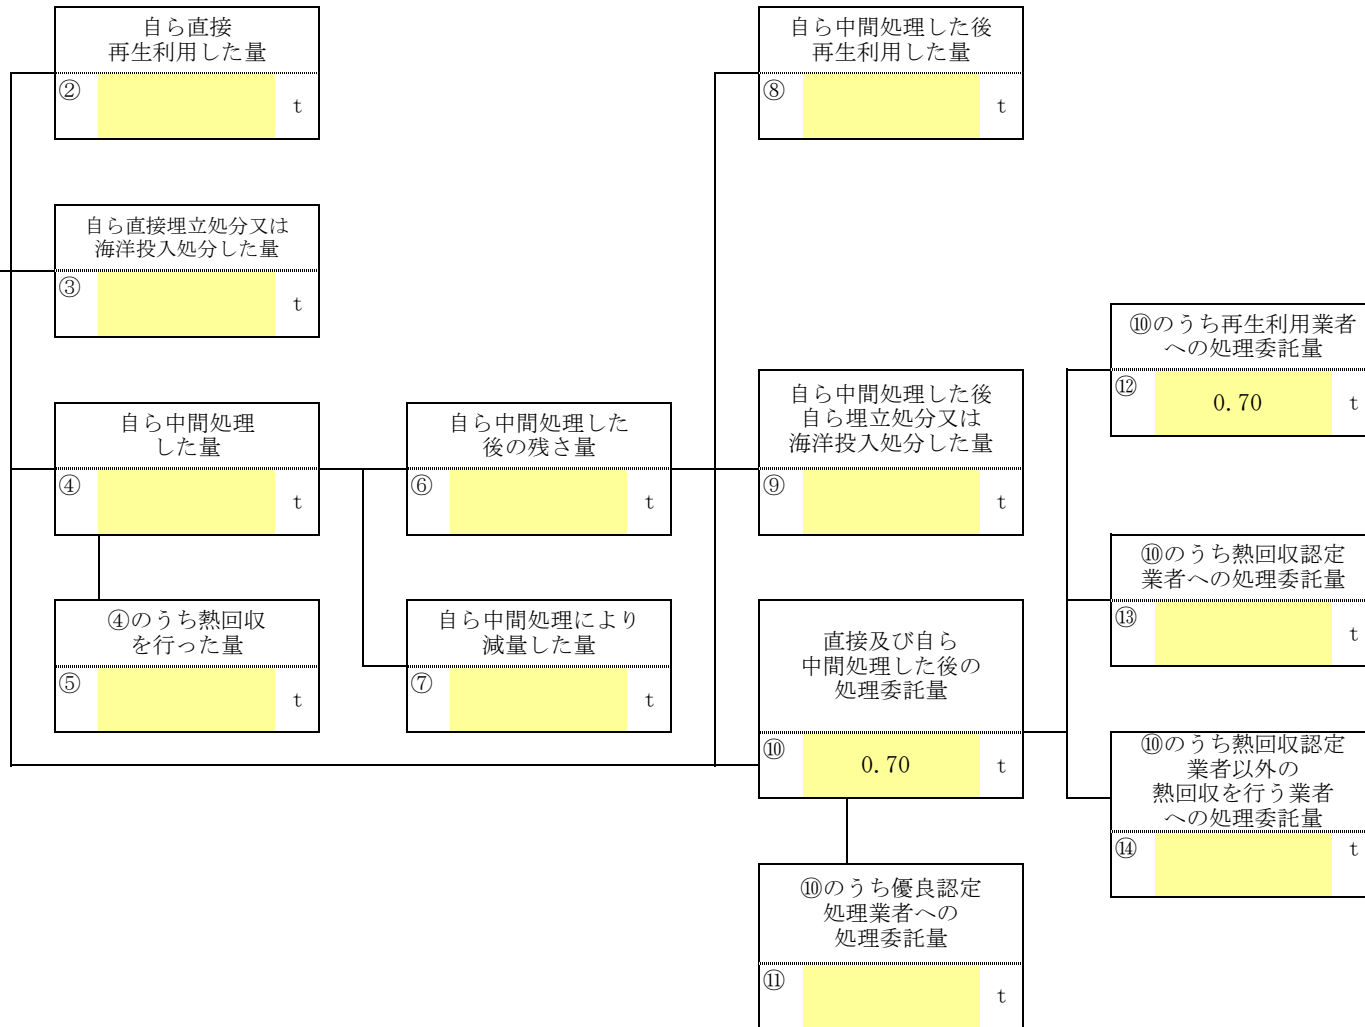 自ら直接
再生利用した量
②
t
自ら中間処理した後
再生利用した量
⑧
t
自ら直接埋立処分又は
海洋投入処分した量
③
t
⑩のうち再生利用業者
への処理委託量
⑫
0.70
t
自ら中間処理
した量
④
t
自ら中間処理した
後の残さ量
⑥
t
自ら中間処理した後
自ら埋立処分又は
海洋投入処分した量
⑨
t
⑩のうち熱回収認定
業者への処理委託量
⑬
t
④のうち熱回収
を行った量
⑤
t
自ら中間処理により
減量した量
⑦
t
直接及び自ら
中間処理した後の
処理委託量
⑩
0.70
t
⑩のうち熱回収認定
業者以外の
熱回収を行う業者
への処理委託量
⑭
t
⑩のうち優良認定
処理業者への
処理委託量
⑪
t